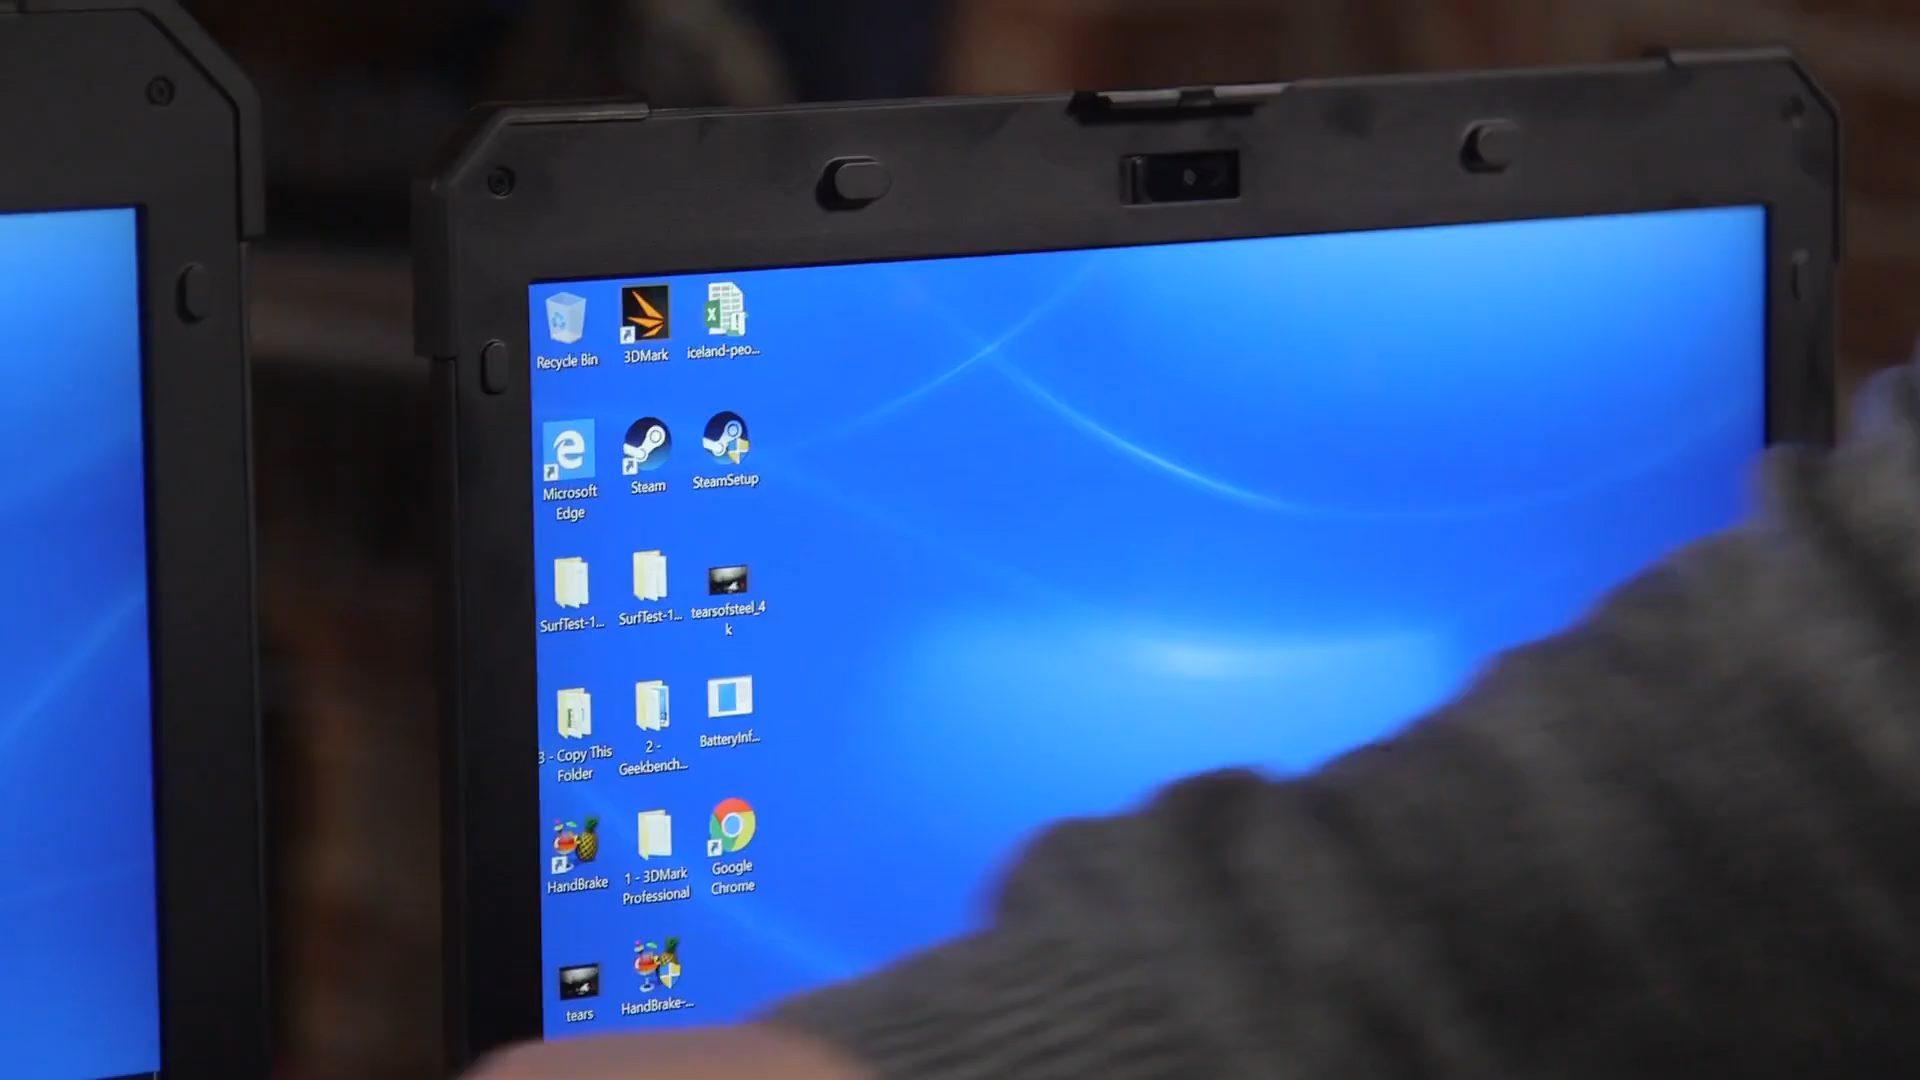 Recycle Bin
3DMark
iceland-peo...
Microsoft
Edge
Steam
SteamSetup
SurfTest-1...
SurfTest-1...
tearsofsteel_4
k
3 - Copy This
Folder
2 -
Geekbench...
BatteryInf...
HandBrake
1 - 3DMark
Professional
Google
Chrome
tears
HandBrake-...